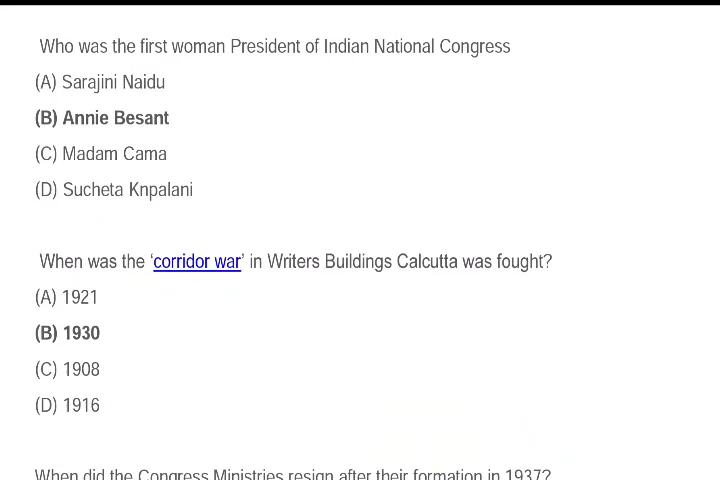 Who was the first woman President of Indian National Congress
(A) Sarajini Naidu
(B) Annie Besant
(C) Madam Cama
(D) Sucheta Knpalani
When was the ‘corridor war’ in Writers Buildings Calcutta was fought?
(A) 1921
(B) 1930
(C) 1908
(D) 1916
When did the Congress Ministries resign after their formation in 1937?